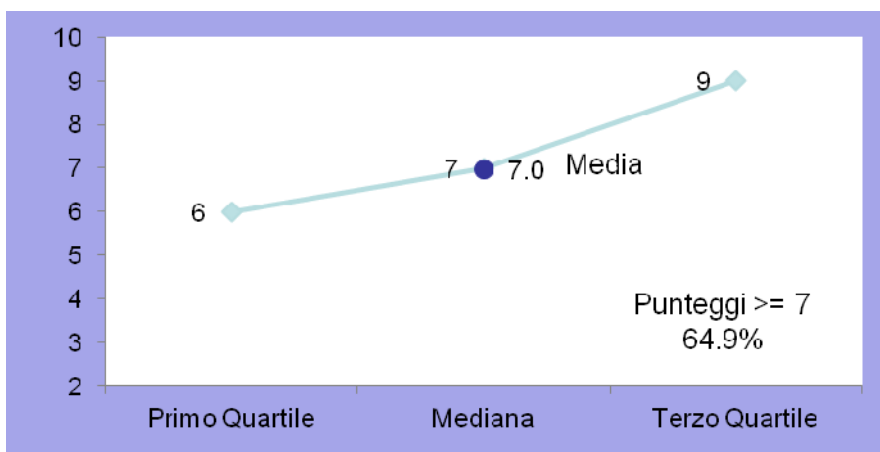 10
9
8
7
6
5
4
3
2
6
7
7.0 Media
9
Punteggi >= 7
64.9%
Primo Quartile
Mediana
Terzo Quartile